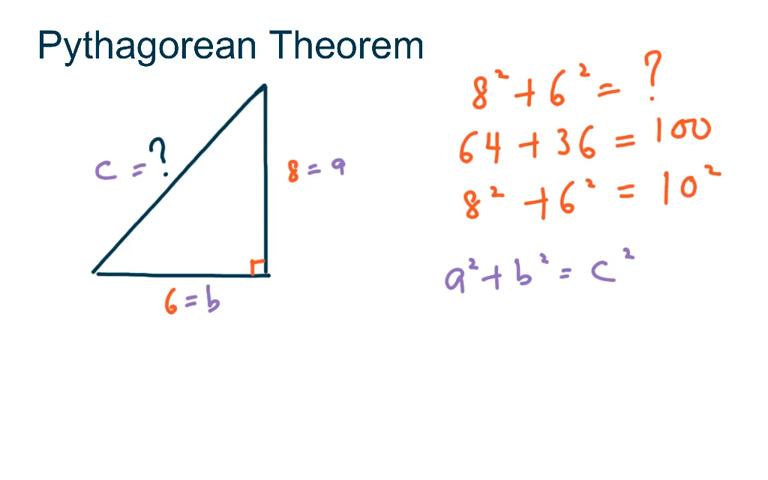 Pythagorean Theorem
8² + 6² = ?
64 + 36 = 100
c = ?
8 = a
8² + 6² = 10²
a² + b² = c²
6 = b